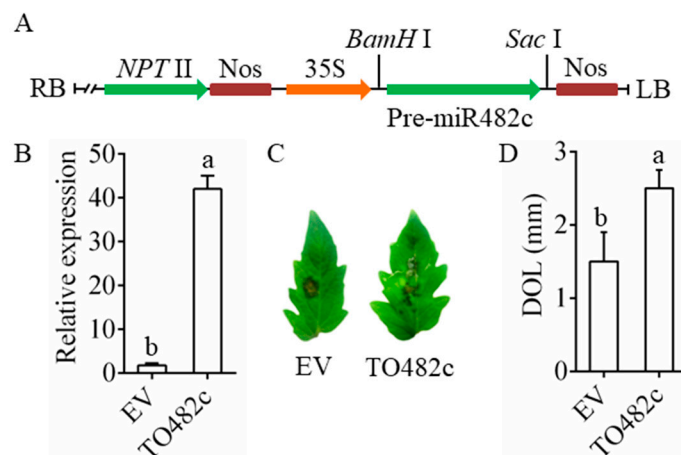 A
BamH I
Sac I
RB
NPT II
Nos
35S
Nos
LB
Pre-miR482c
B
Relative expression
50
40
30
20
10
0
b
a
EV
TO482c
C
EV
TO482c
D
DOL (mm)
3
2
1
0
b
a
EV
TO482c